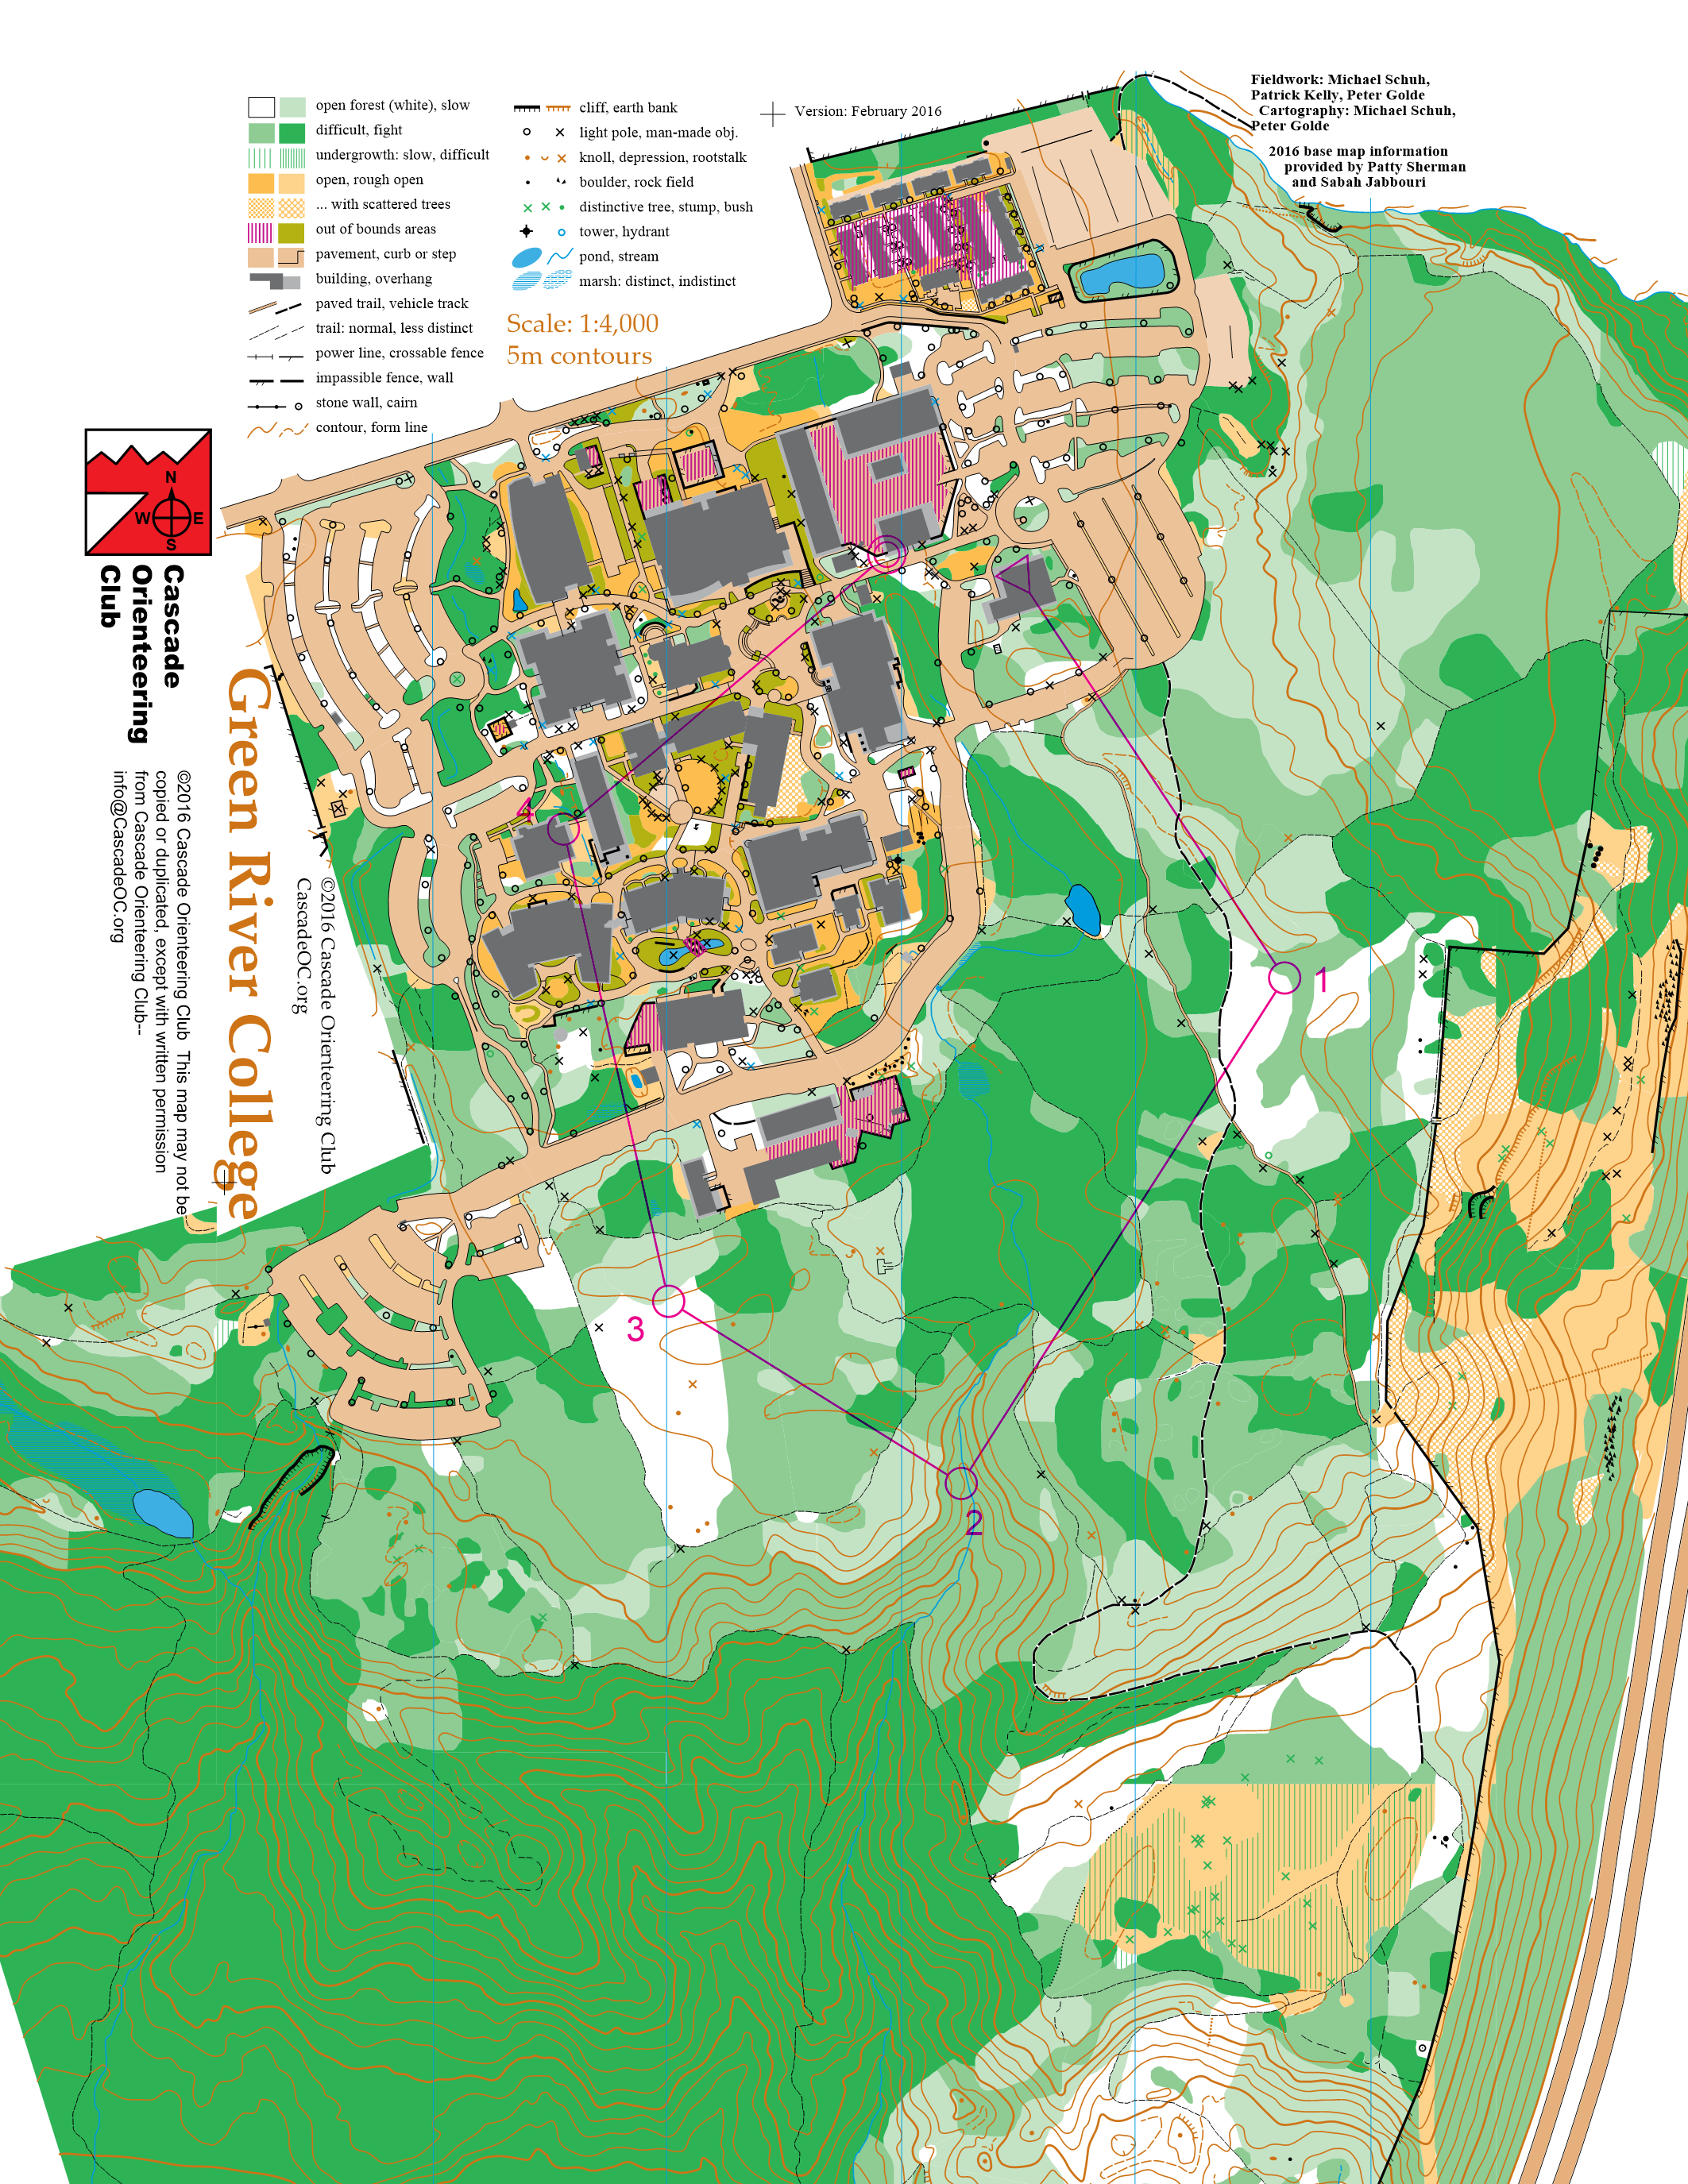 Fieldwork: Michael Schuh,
Patrick Kelly, Peter Golde
Cartography: Michael Schuh,
Peter Golde
2016 base map information
provided by Patty Sherman
and Sabah Jabbouri
Version: February 2016
open forest (white), slow
difficult, fight
undergrowth: slow, difficult
open, rough open
... with scattered trees
out of bounds areas
pavement, curb or step
building, overhang
paved trail, vehicle track
trail: normal, less distinct
power line, crossable fence
impassible fence, wall
stone wall, cairn
contour, form line
cliff, earth bank
light pole, man-made obj.
knoll, depression, rootstalk
boulder, rock field
distinctive tree, stump, bush
tower, hydrant
pond, stream
marsh: distinct, indistinct
Scale: 1:4,000
5m contours
N
W E
S
Cascade
Orienteering
Club
Green River College
©2016 Cascade Orienteering Club
CascadeOC.org
©2016 Cascade Orienteering Club This map may not be
copied or duplicated, except with written permission
from Cascade Orienteering Club--
info@CascadeOC.org
4
1
3
2